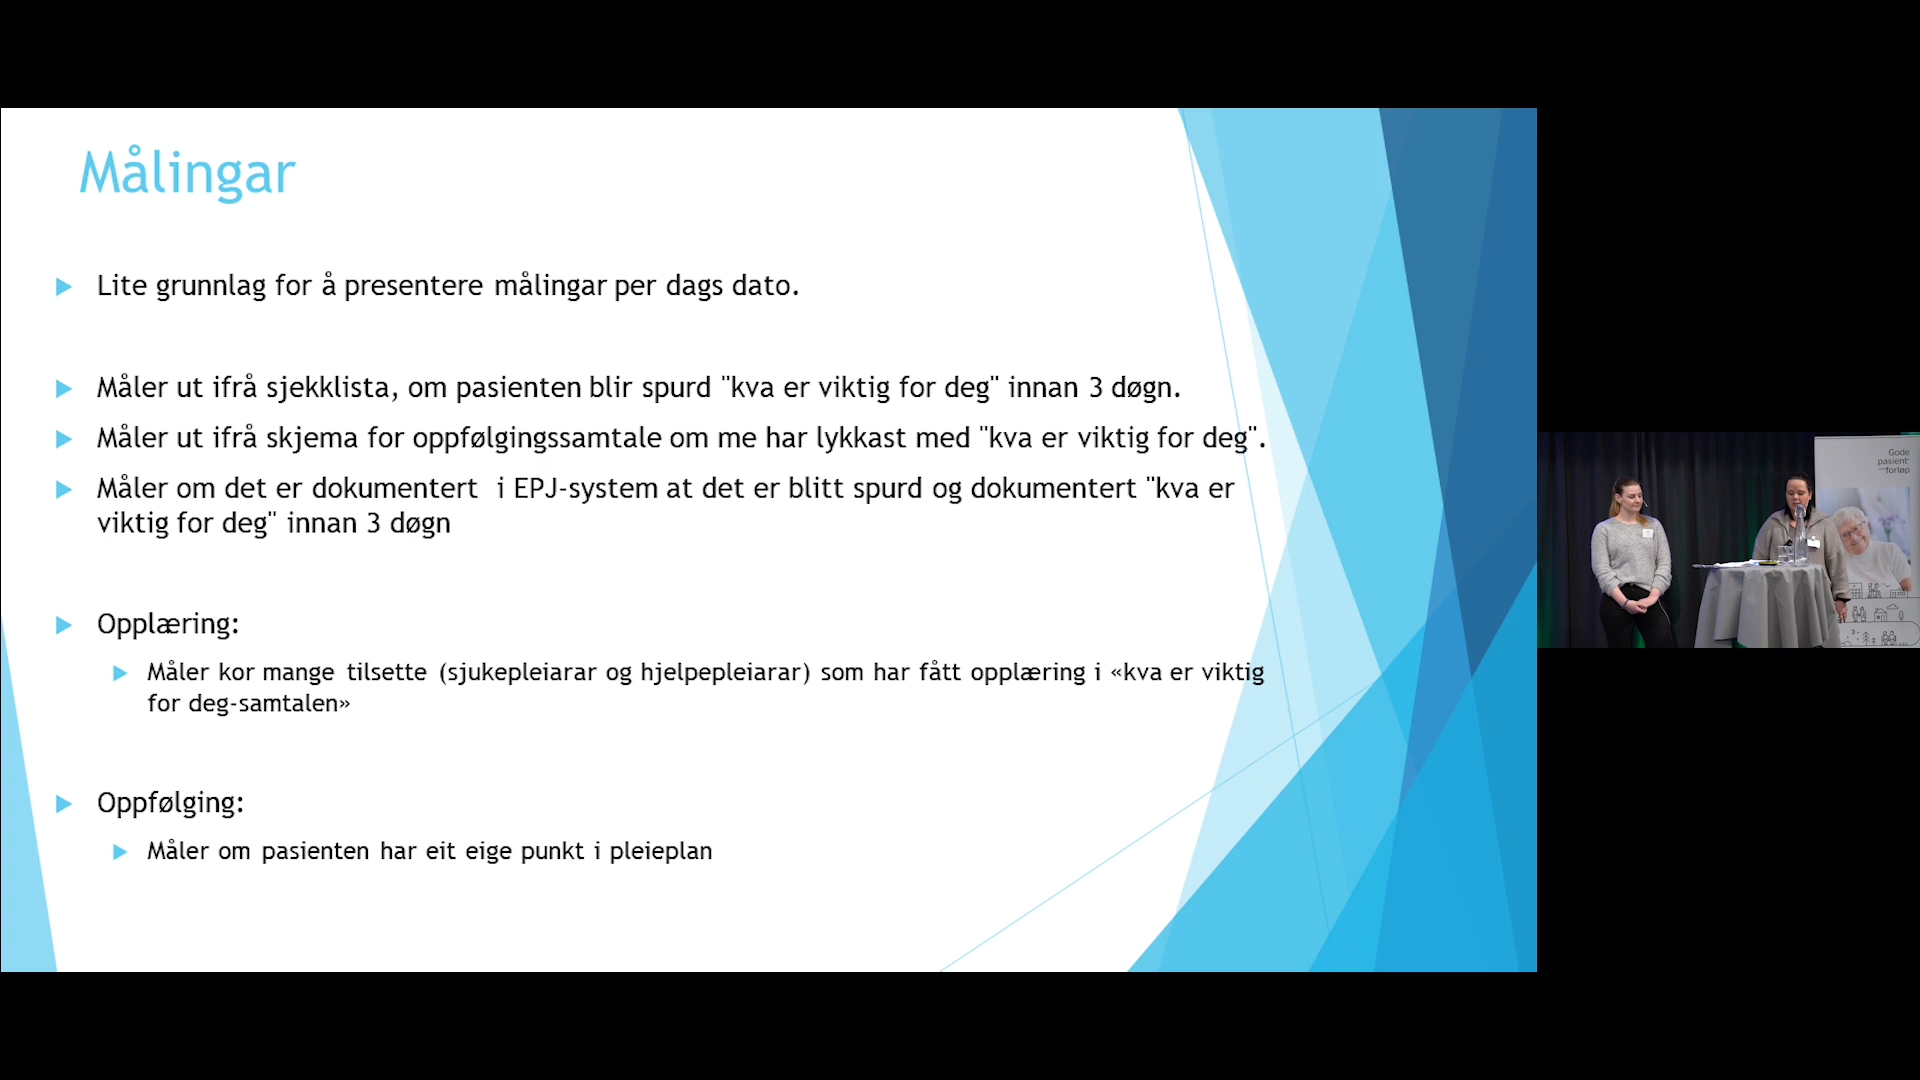 Målingar
Lite grunnlag for å presentere målingar per dags dato.
Måler ut ifrå sjekklista, om pasienten blir spurd "kva er viktig for deg" innan 3 døgn.
Måler ut ifrå skjema for oppfølgingssamtale om me har lykkast med "kva er viktig for deg".
Måler om det er dokumentert i EPJ-system at det er blitt spurd og dokumentert "kva er
viktig for deg" innan 3 døgn
Opplæring:
Måler kor mange tilsette (sjukepleiarar og hjelpepleiarar) som har fått opplæring i «kva er viktig
for deg-samtalen»
Oppfølging:
Måler om pasienten har eit eige punkt i pleieplan
Gode
pasient
forløp